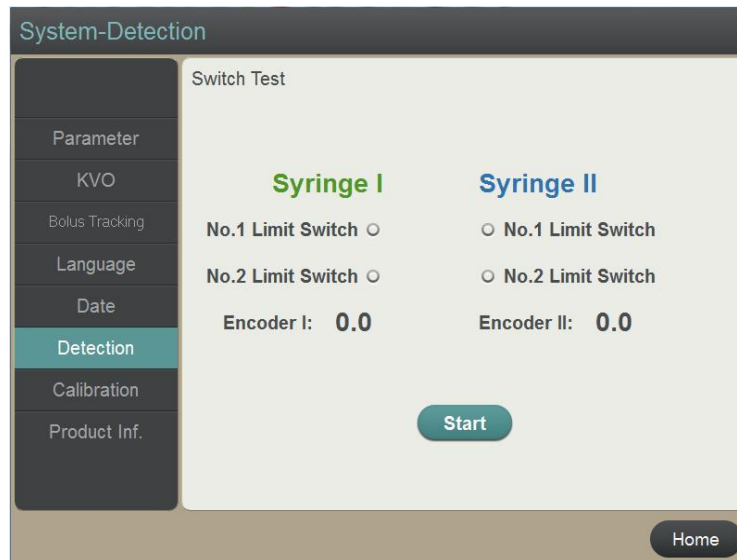 System-Detection
Switch Test
Parameter
KVO
Bolus Tracking
Language
Date
Detection
Calibration
Product Inf.
Syringe I
Syringe II
No.1 Limit Switch
No.1 Limit Switch
No.2 Limit Switch
No.2 Limit Switch
Encoder I: 0.0
Encoder II: 0.0
Start
Home